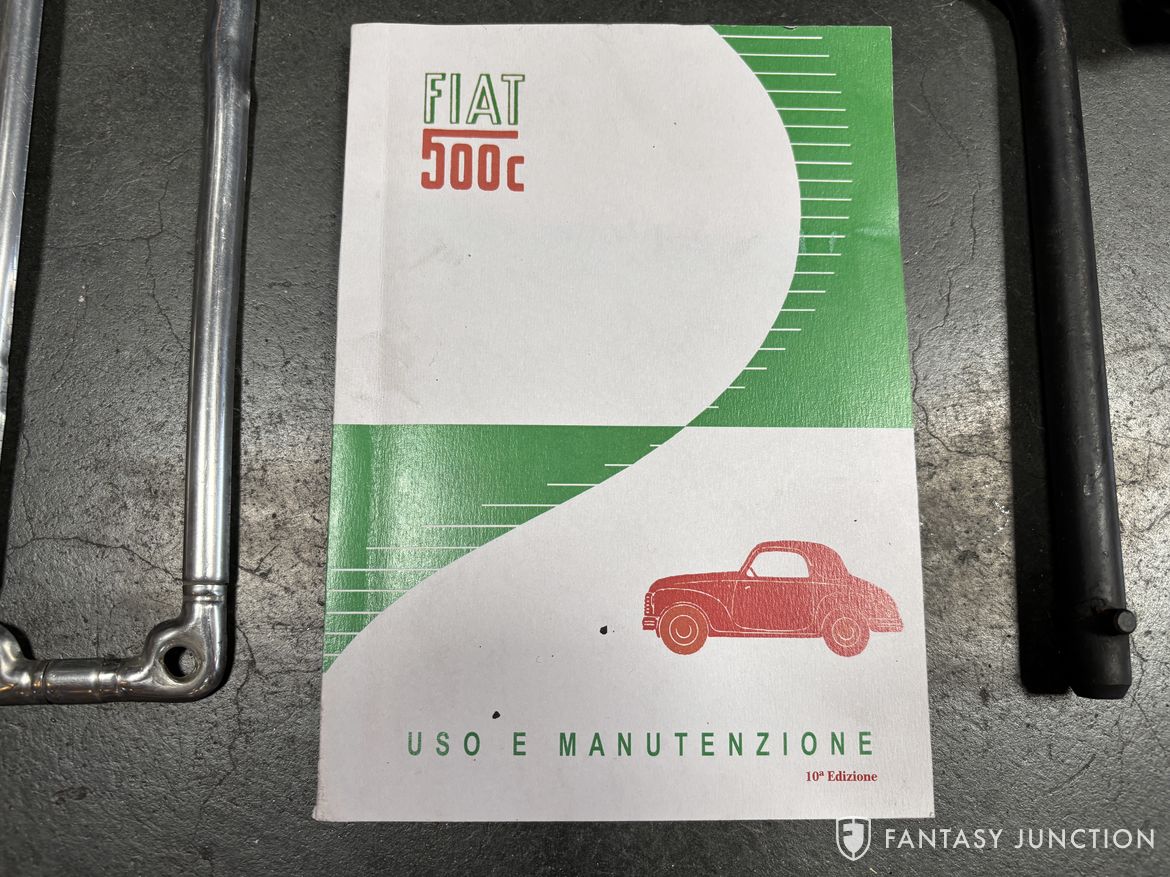 FIAT
500c
USO E MANUTENZIONE
10ª Edizione
FANTASY JUNCTION